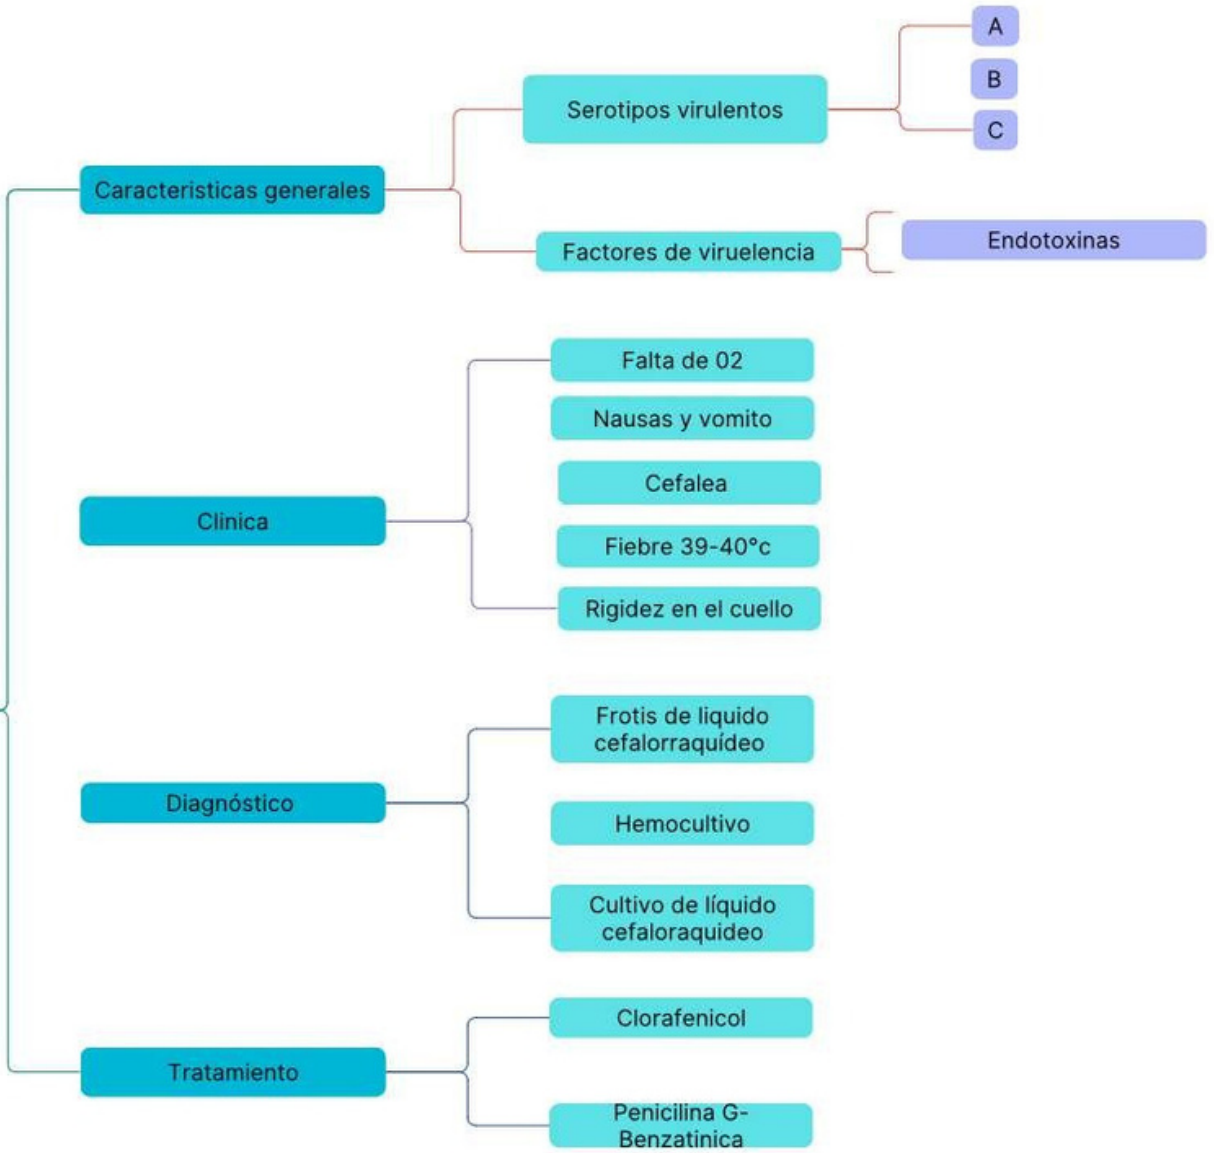 Caracteristicas generales
Serotipos virulentos
A
B
C
Factores de viruelencia
Endotoxinas
Clinica
Falta de 02
Nausas y vomito
Cefalea
Fiebre 39-40°c
Rigidez en el cuello
Diagnóstico
Frotis de liquido
cefalorraquídeo
Hemocultivo
Cultivo de líquido
cefaloraquideo
Tratamiento
Clorafenicol
Penicilina G-
Benzatinica